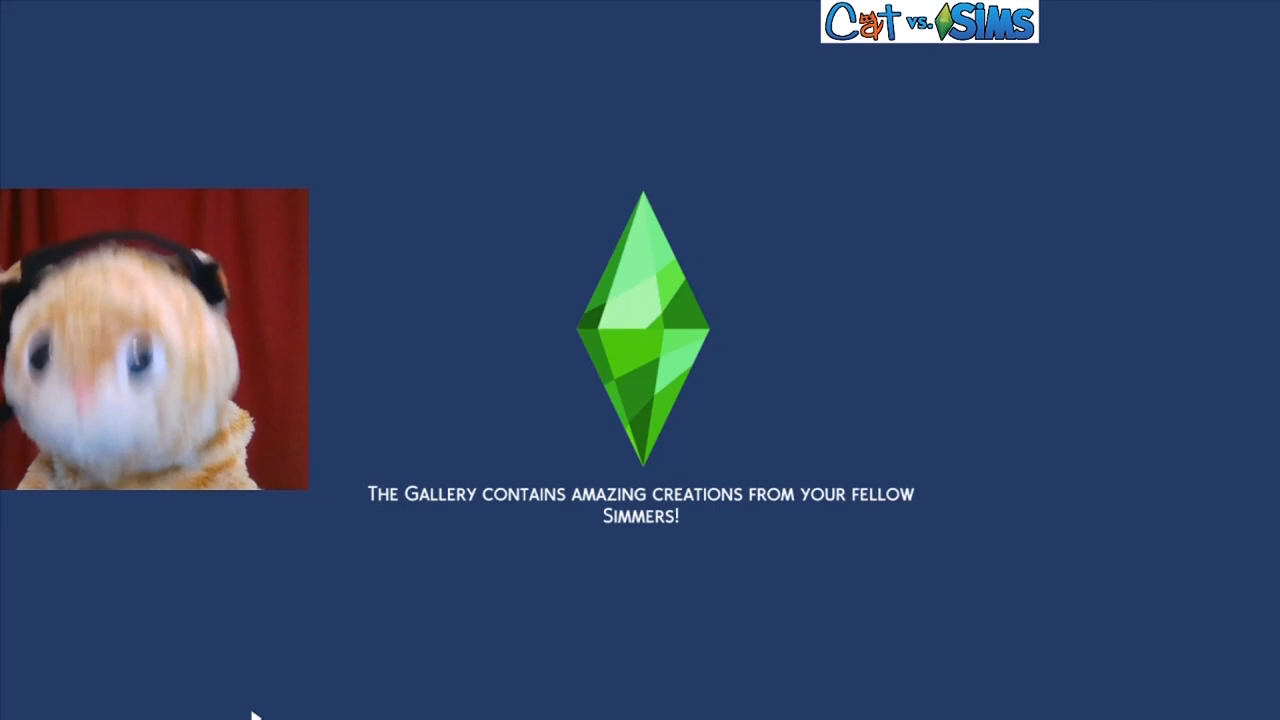 Cat vs. SiMS
THE GALLERY CONTAINS AMAZING CREATIONS FROM YOUR FELLOW
SIMMERS!